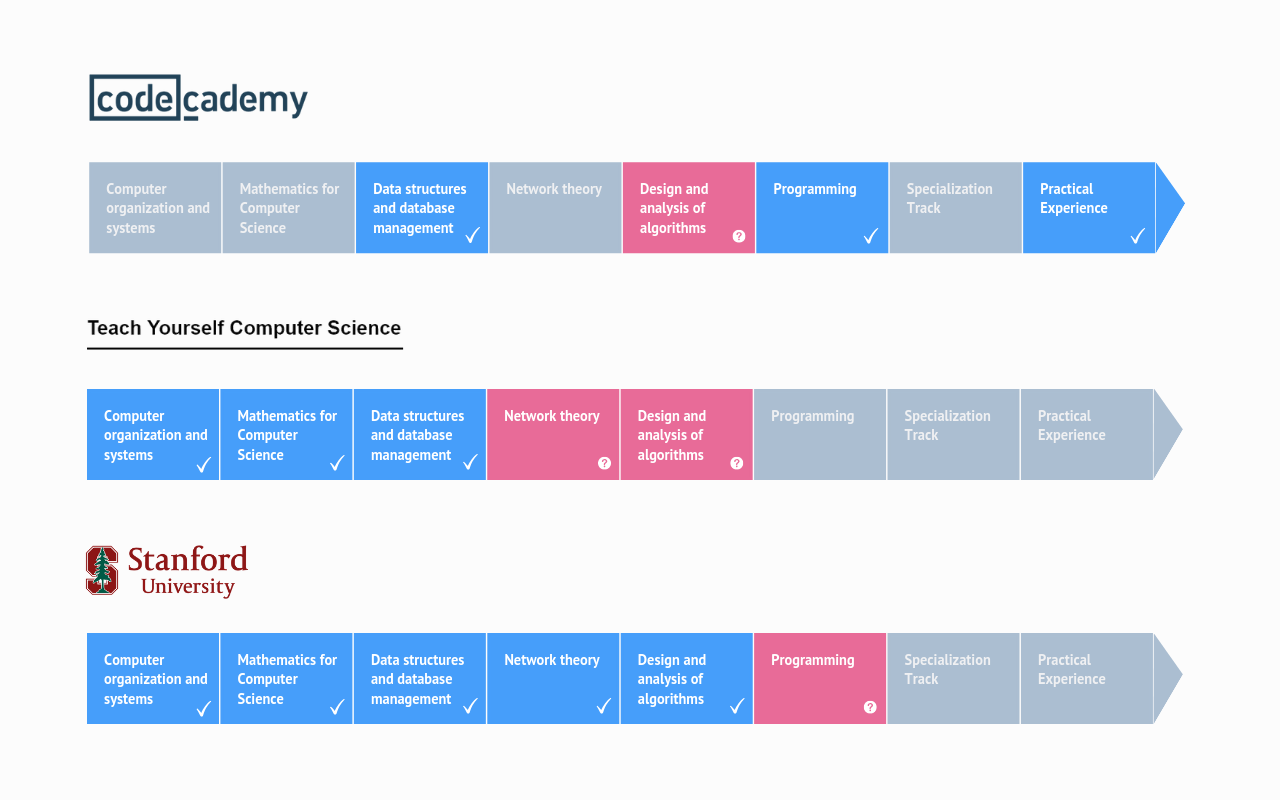 codecademy
Computer
organization and
systems
Mathematics for
Computer
Science
Data structures
and database
management
Network theory
Design and
analysis of
algorithms
?
Programming
Specialization
Track
Practical
Experience
Teach Yourself Computer Science
Computer
organization and
systems
Mathematics for
Computer
Science
Data structures
and database
management
Network theory
?
Design and
analysis of
algorithms
?
Programming
Specialization
Track
Practical
Experience
Stanford
University
Computer
organization and
systems
Mathematics for
Computer
Science
Data structures
and database
management
Network theory
Design and
analysis of
algorithms
Programming
?
Specialization
Track
Practical
Experience